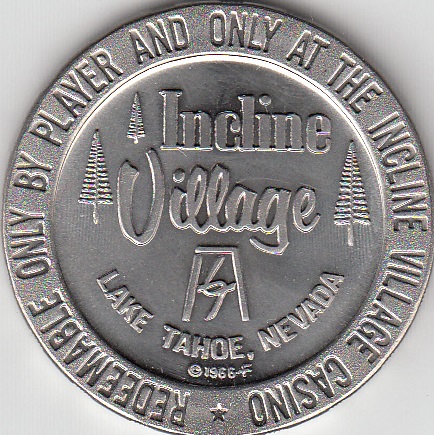 REDEEMABLE ONLY BY PLAYER AND ONLY AT THE INCLINE VILLAGE CASINO
Incline
Village
LAKE TAHOE, NEVADA
©1966-F